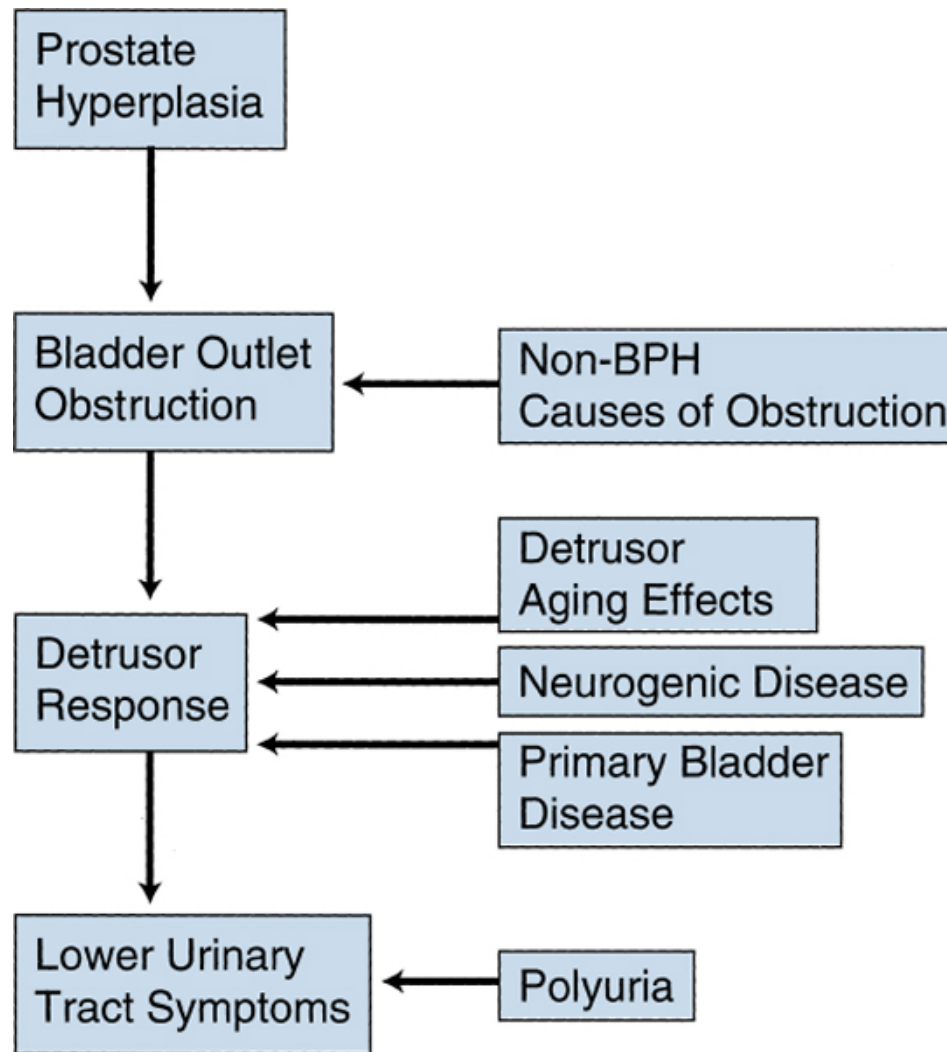 Prostate
Hyperplasia
Bladder Outlet
Obstruction
Non-BPH
Causes of Obstruction
Detrusor
Aging Effects
Detrusor
Response
Neurogenic Disease
Primary Bladder
Disease
Lower Urinary
Tract Symptoms
Polyuria